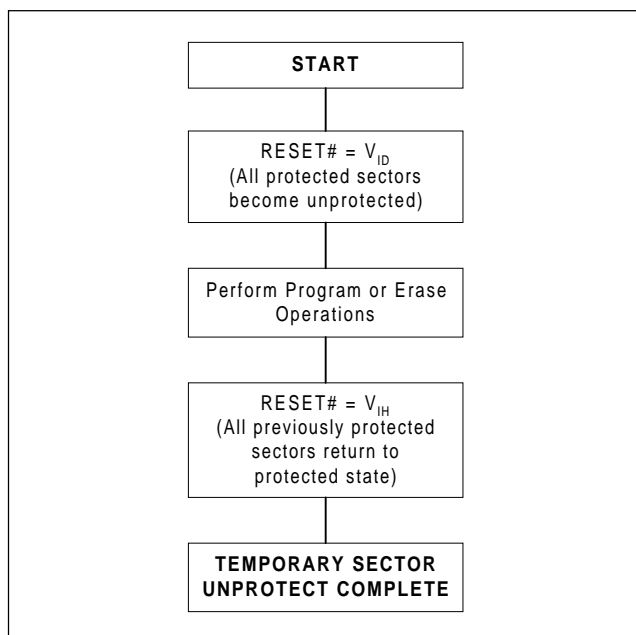 START
RESET# = V_ID
(All protected sectors
become unprotected)
Perform Program or Erase
Operations
RESET# = V_IH
(All previously protected
sectors return to
protected state)
TEMPORARY SECTOR
UNPROTECT COMPLETE